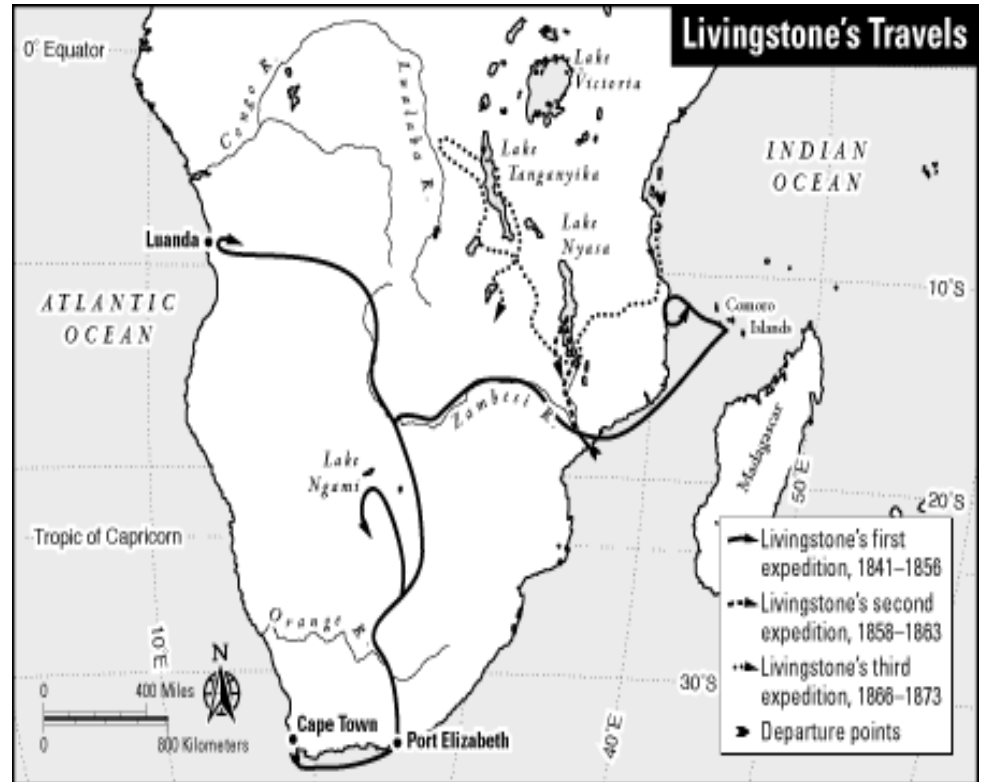 Livingstone's Travels
0° Equator
Congo R.
Lualaba R.
Lake
Victoria
INDIAN
OCEAN
Lake
Tanganyika
Lake
Nyasa
Luanda
ATLANTIC
OCEAN
10°S
Comoro
Islands
Zambesi R.
Madagascar
Lake
Ngami
50°E
20°S
Tropic of Capricorn
Livingstone's first
expedition, 1841–1856
Livingstone's second
expedition, 1858–1863
Livingstone's third
expedition, 1866–1873
Departure points
Orange R.
10°E
N
30°S
0 400 Miles
0 800 Kilometers
Cape Town
Port Elizabeth
40°E